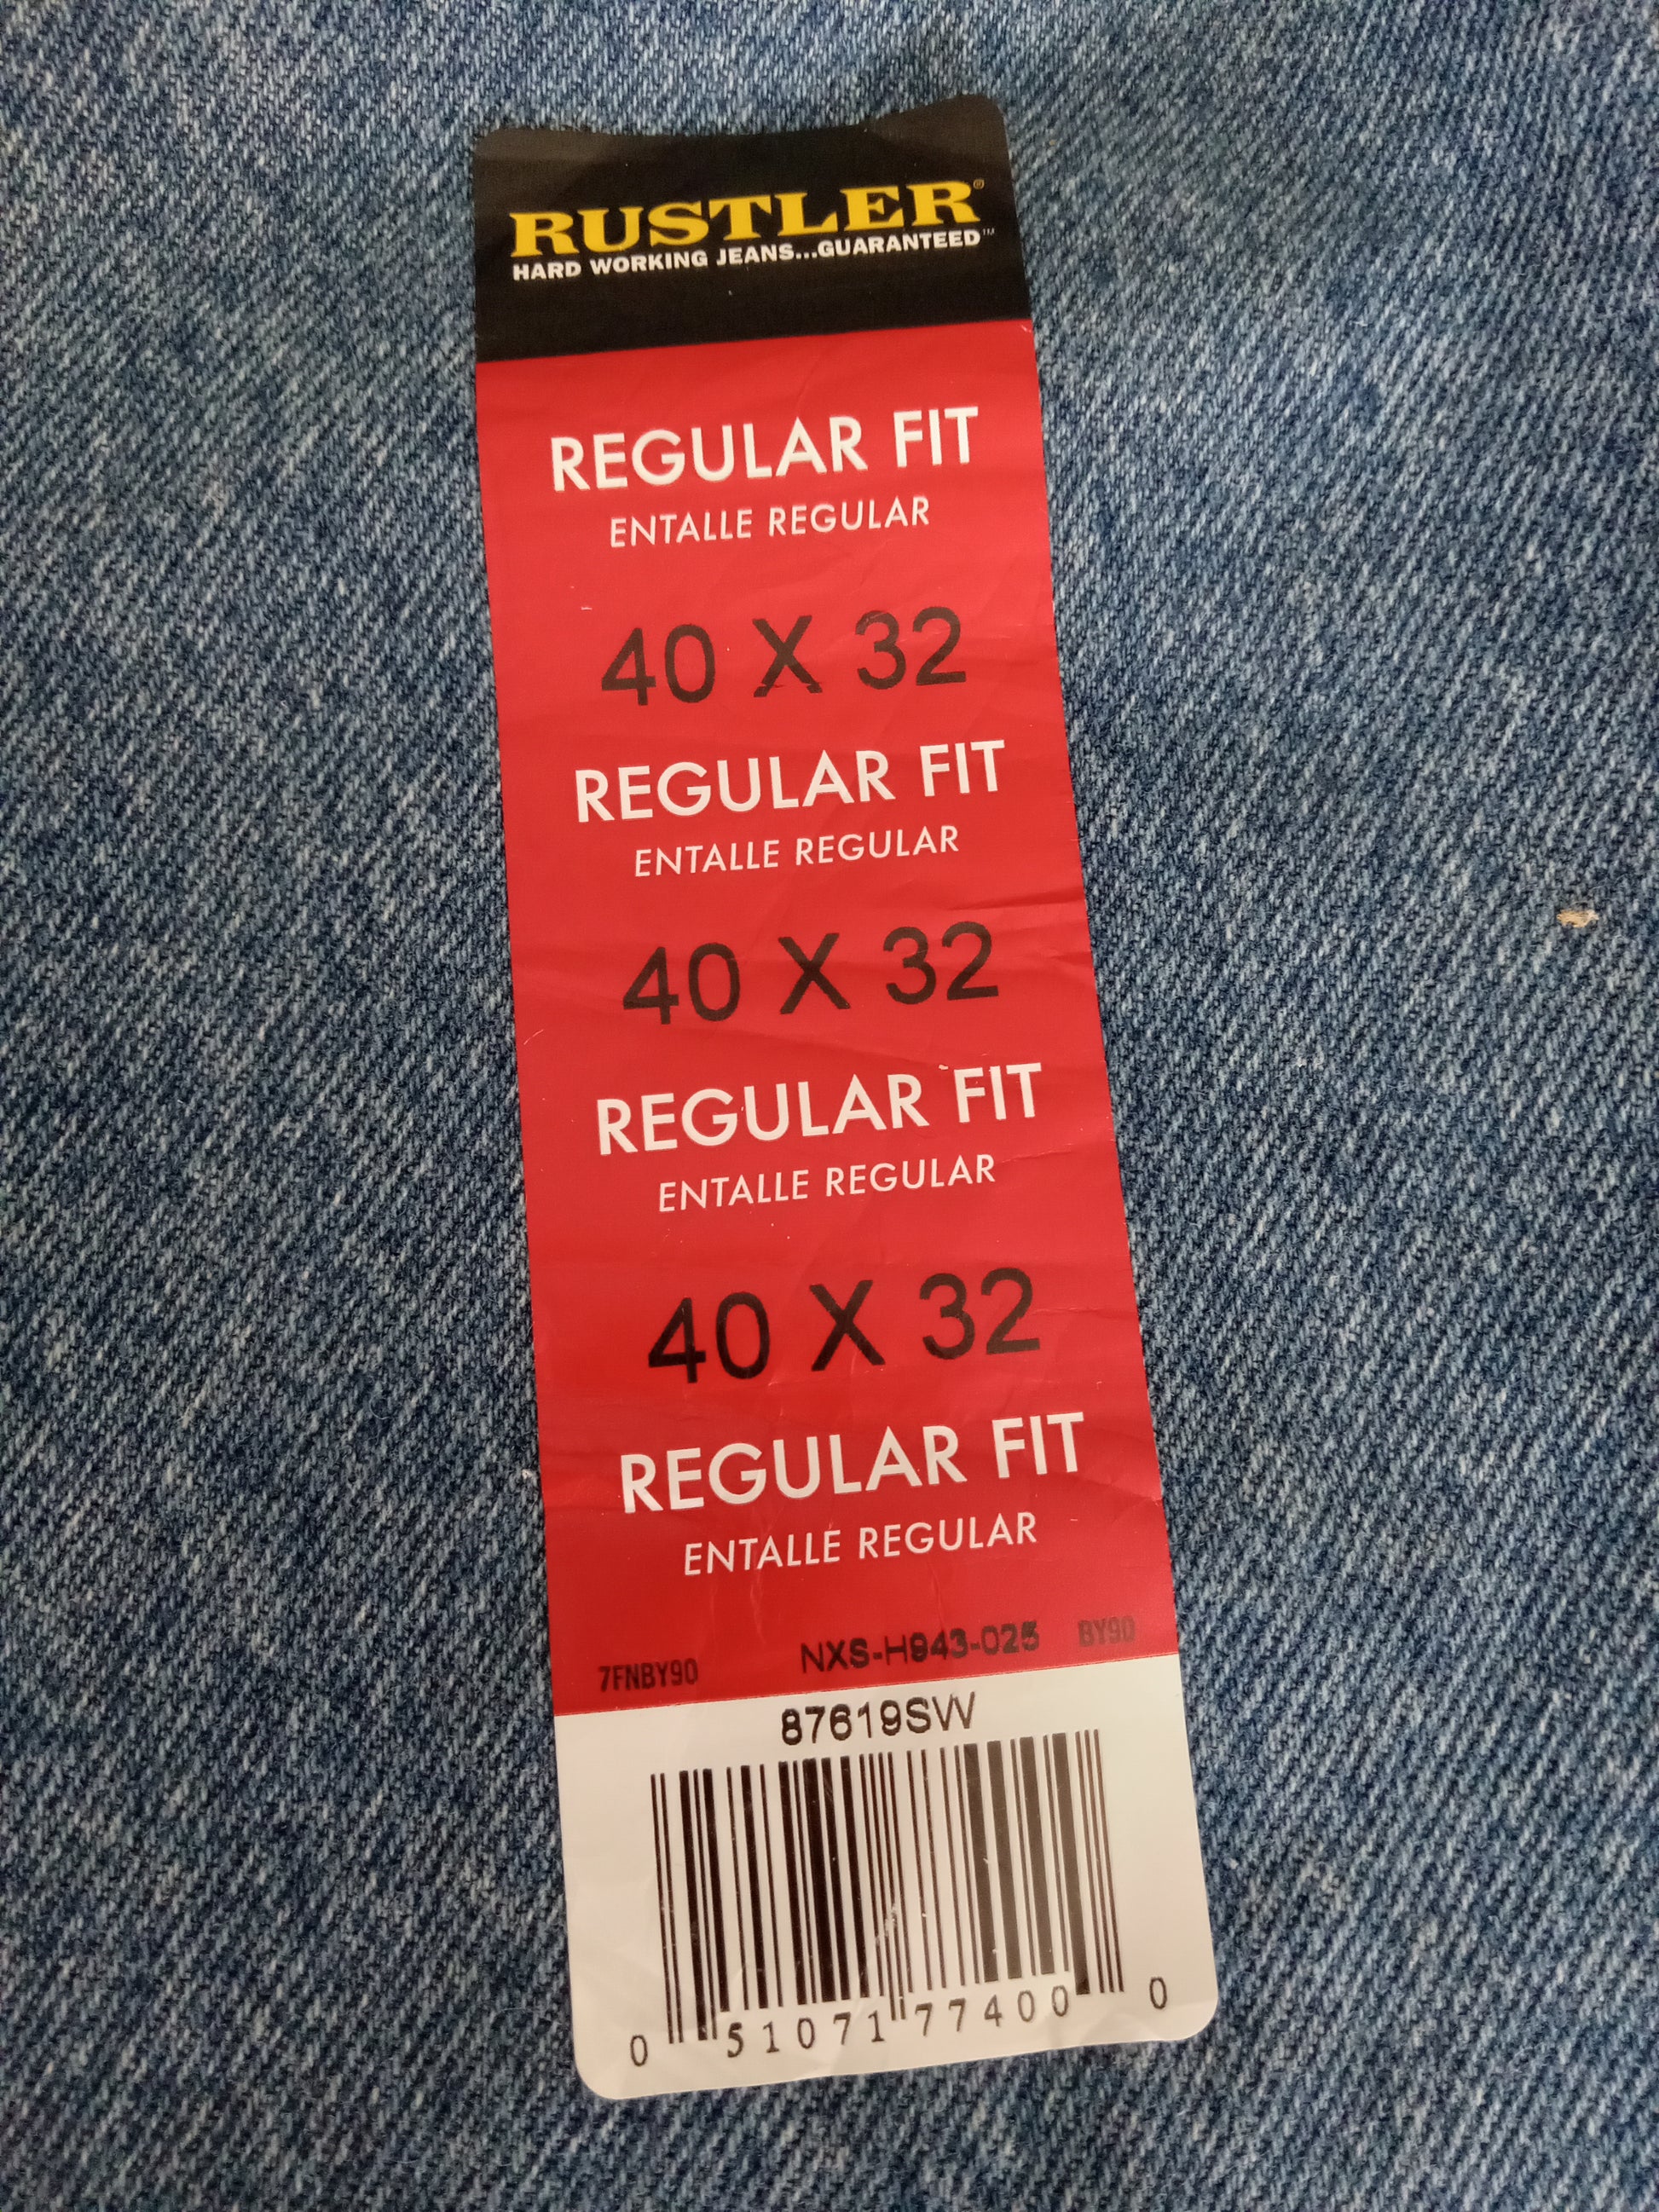 RUSTLER®
HARD WORKING JEANS...GUARANTEED™
REGULAR FIT
ENTALLE REGULAR
40 X 32
REGULAR FIT
ENTALLE REGULAR
40 X 32
REGULAR FIT
ENTALLE REGULAR
40 X 32
REGULAR FIT
ENTALLE REGULAR
7FNBY90 NXS-H943-025 BY90
87619SW
0 51071 77400 0